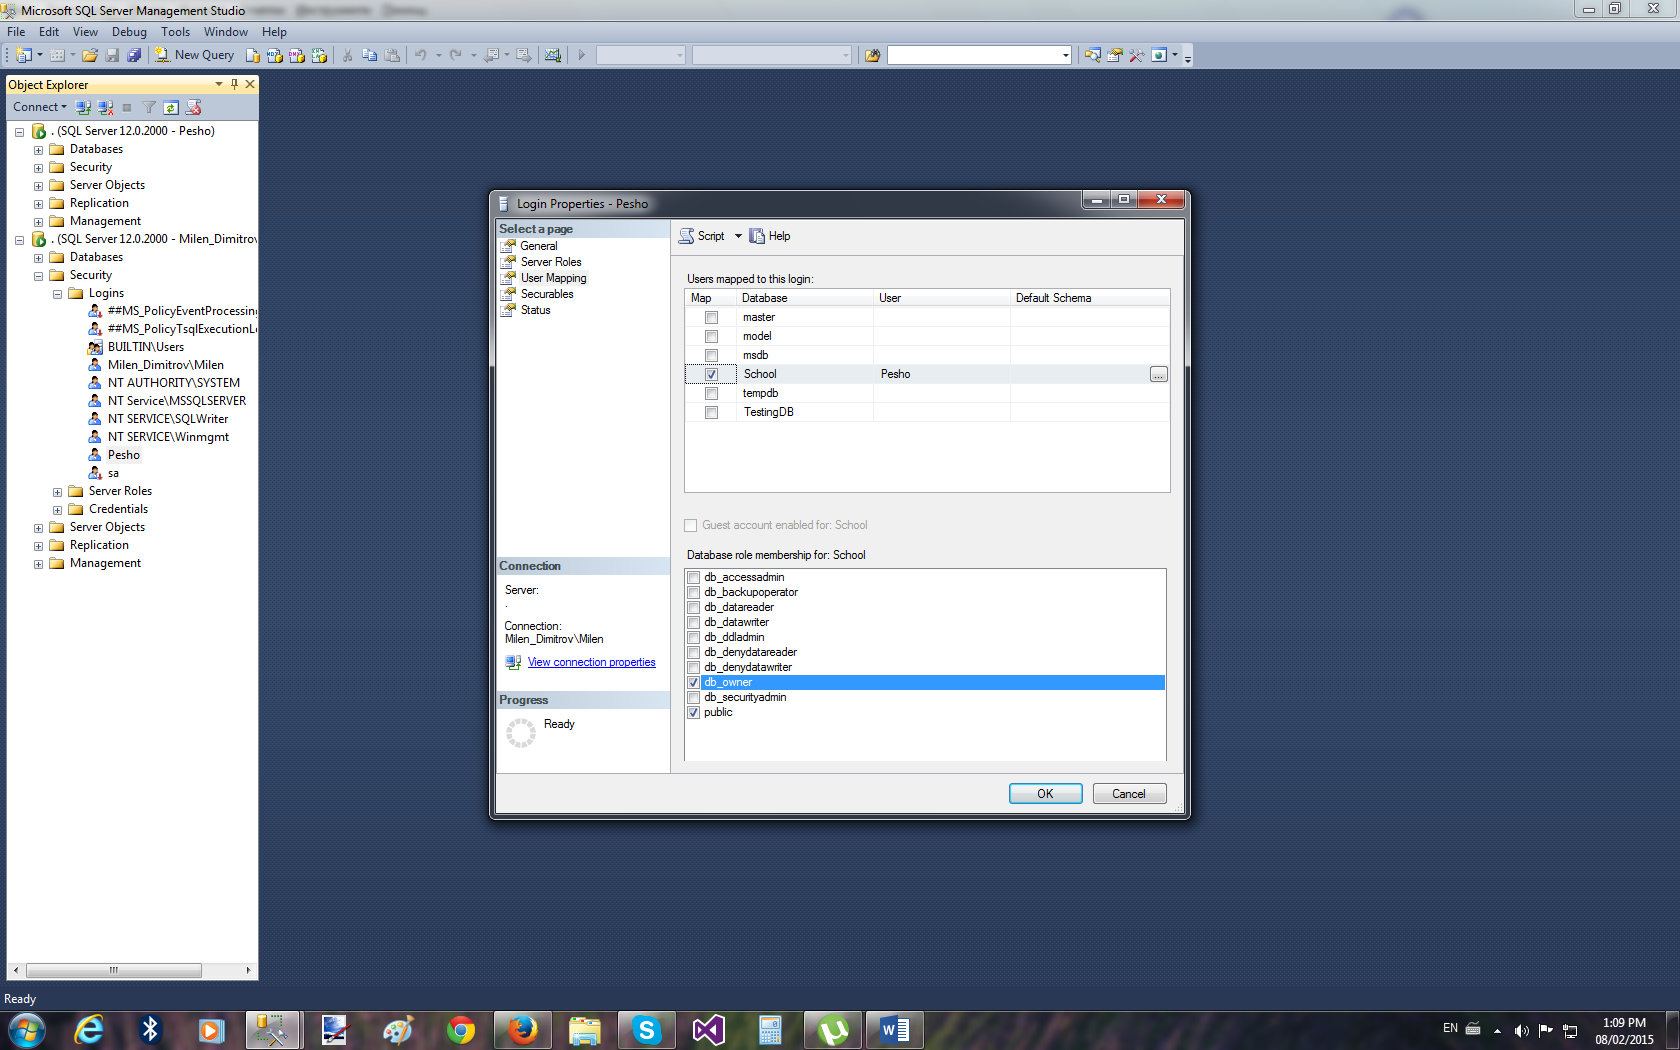 Microsoft SQL Server Management Studio
File Edit View Debug Tools Window Help
New Query
Object Explorer
Connect
. (SQL Server 12.0.2000 - Pesho)
Databases
Security
Server Objects
Replication
Management
. (SQL Server 12.0.2000 - Milen_Dimitrov
Databases
Security
Logins
##MS_PolicyEventProcessing
##MS_PolicyTsqlExecutionLo
BUILTIN\Users
Milen_Dimitrov\Milen
NT AUTHORITY\SYSTEM
NT Service\MSSQLSERVER
NT SERVICE\SQLWriter
NT SERVICE\Winmgmt
Pesho
sa
Server Roles
Credentials
Server Objects
Replication
Management
Login Properties - Pesho
Select a page
General
Server Roles
User Mapping
Securables
Status
Connection
Server:
.
Connection:
Milen_Dimitrov\Milen
View connection properties
Progress
Ready
Script Help
Users mapped to this login:
Map Database User Default Schema
master
model
msdb
School Pesho ...
tempdb
TestingDB
Guest account enabled for: School
Database role membership for: School
db_accessadmin
db_backupoperator
db_datareader
db_datawriter
db_ddladmin
db_denydatareader
db_denydatawriter
db_owner
db_securityadmin
public
OK Cancel
Ready
EN
1:09 PM
08/02/2015